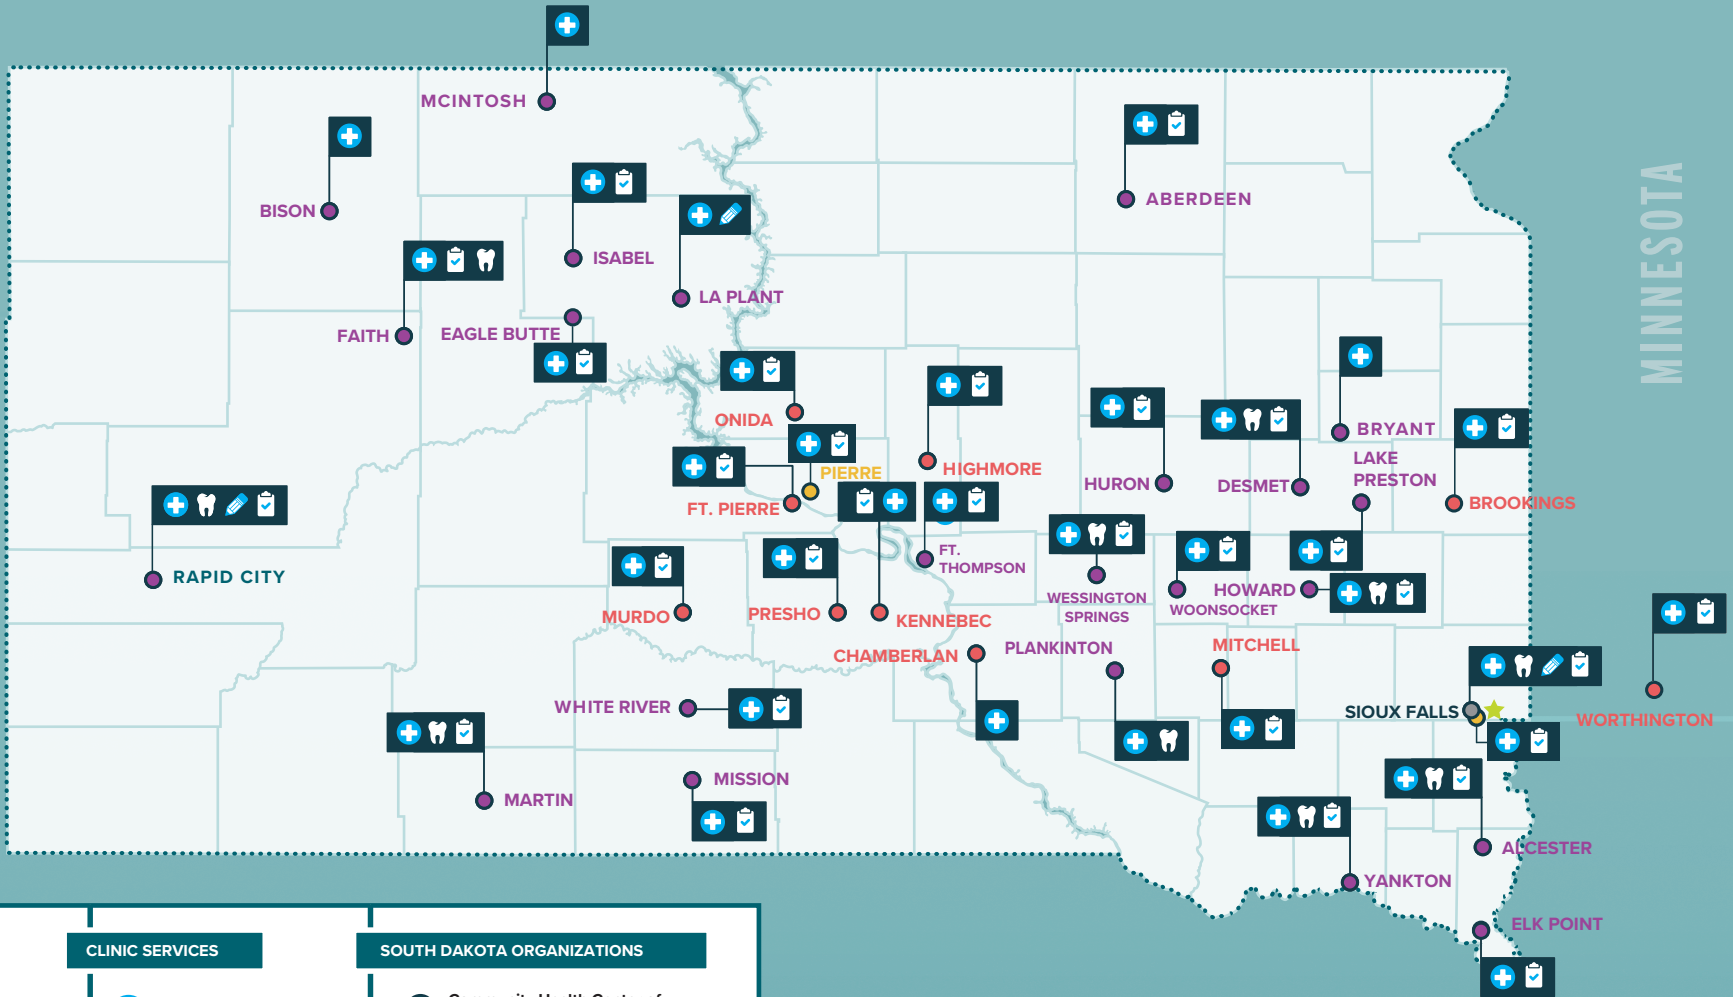 MCINTOSH
BISON
ABERDEEN
MINNESOTA
ISABEL
LA PLANT
FAITH
EAGLE BUTTE
ONIDA
PIERRE
FT. PIERRE
HIGHMORE
HURON
DESMET
BRYANT
LAKE
PRESTON
BROOKINGS
RAPID CITY
FT.
THOMPSON
MURDO
PRESHO
KENNEBEC
WESSINGTON
SPRINGS
WOONSOCKET
HOWARD
CHAMBERLAN
PLANKINTON
MITCHELL
WHITE RIVER
SIOUX FALLS
WORTHINGTON
MARTIN
MISSION
ALCESTER
YANKTON
ELK POINT
CLINIC SERVICES
SOUTH DAKOTA ORGANIZATIONS